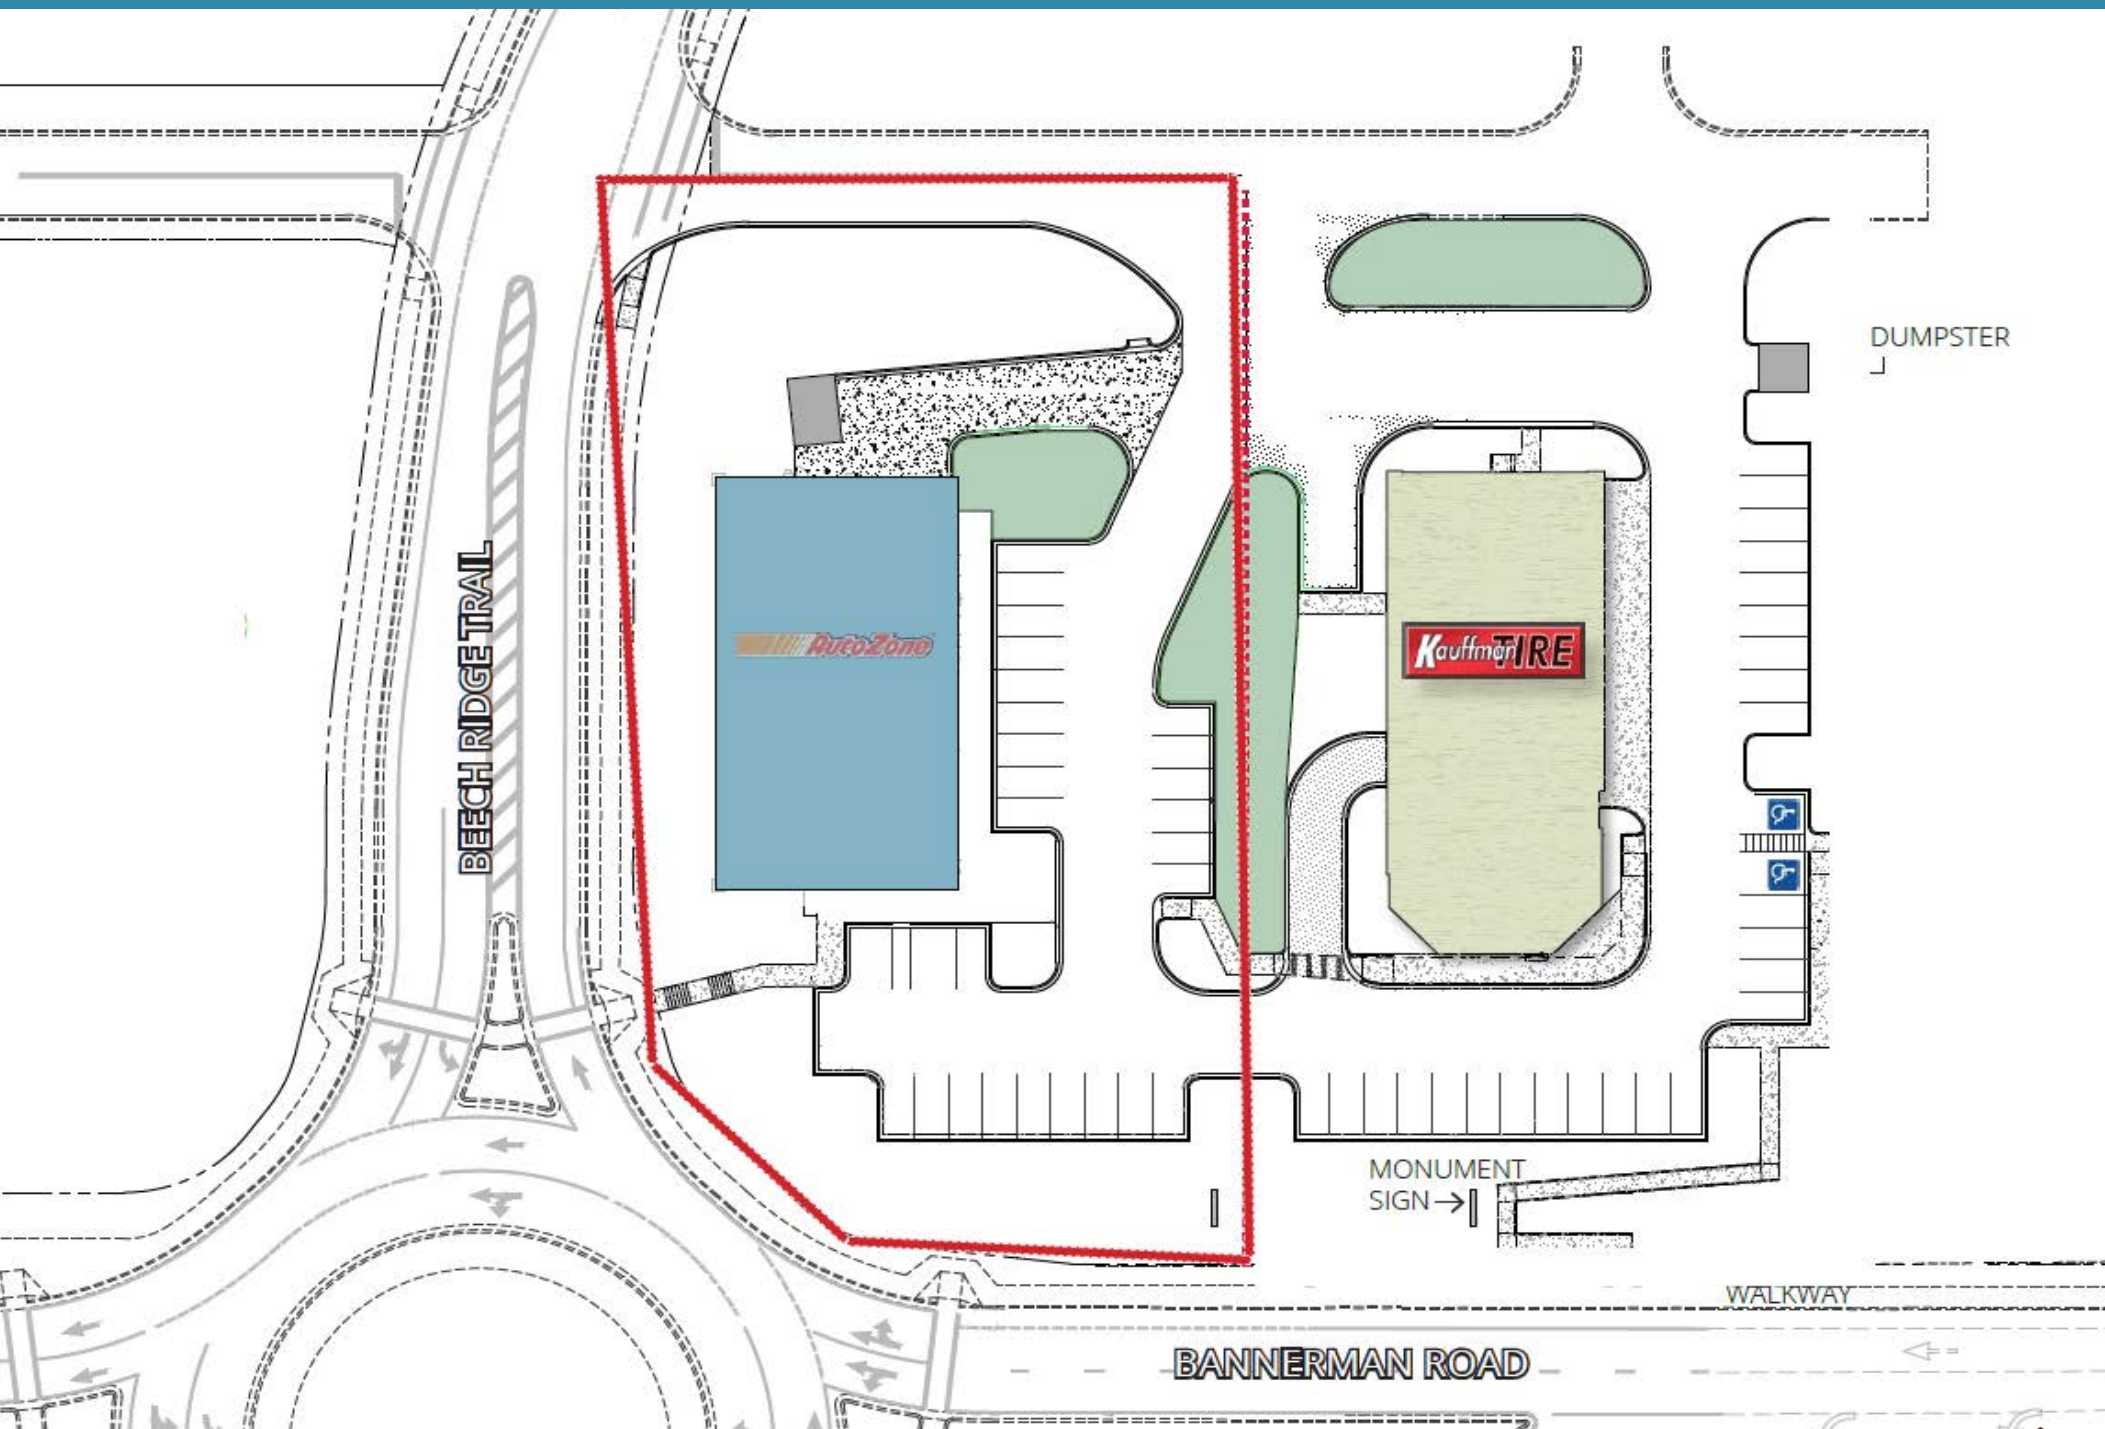 DUMPSTER
BEECH RIDGE TRAIL
AutoZone
Kauffman TIRE
MONUMENT
SIGN
WALKWAY
BANNERMAN ROAD